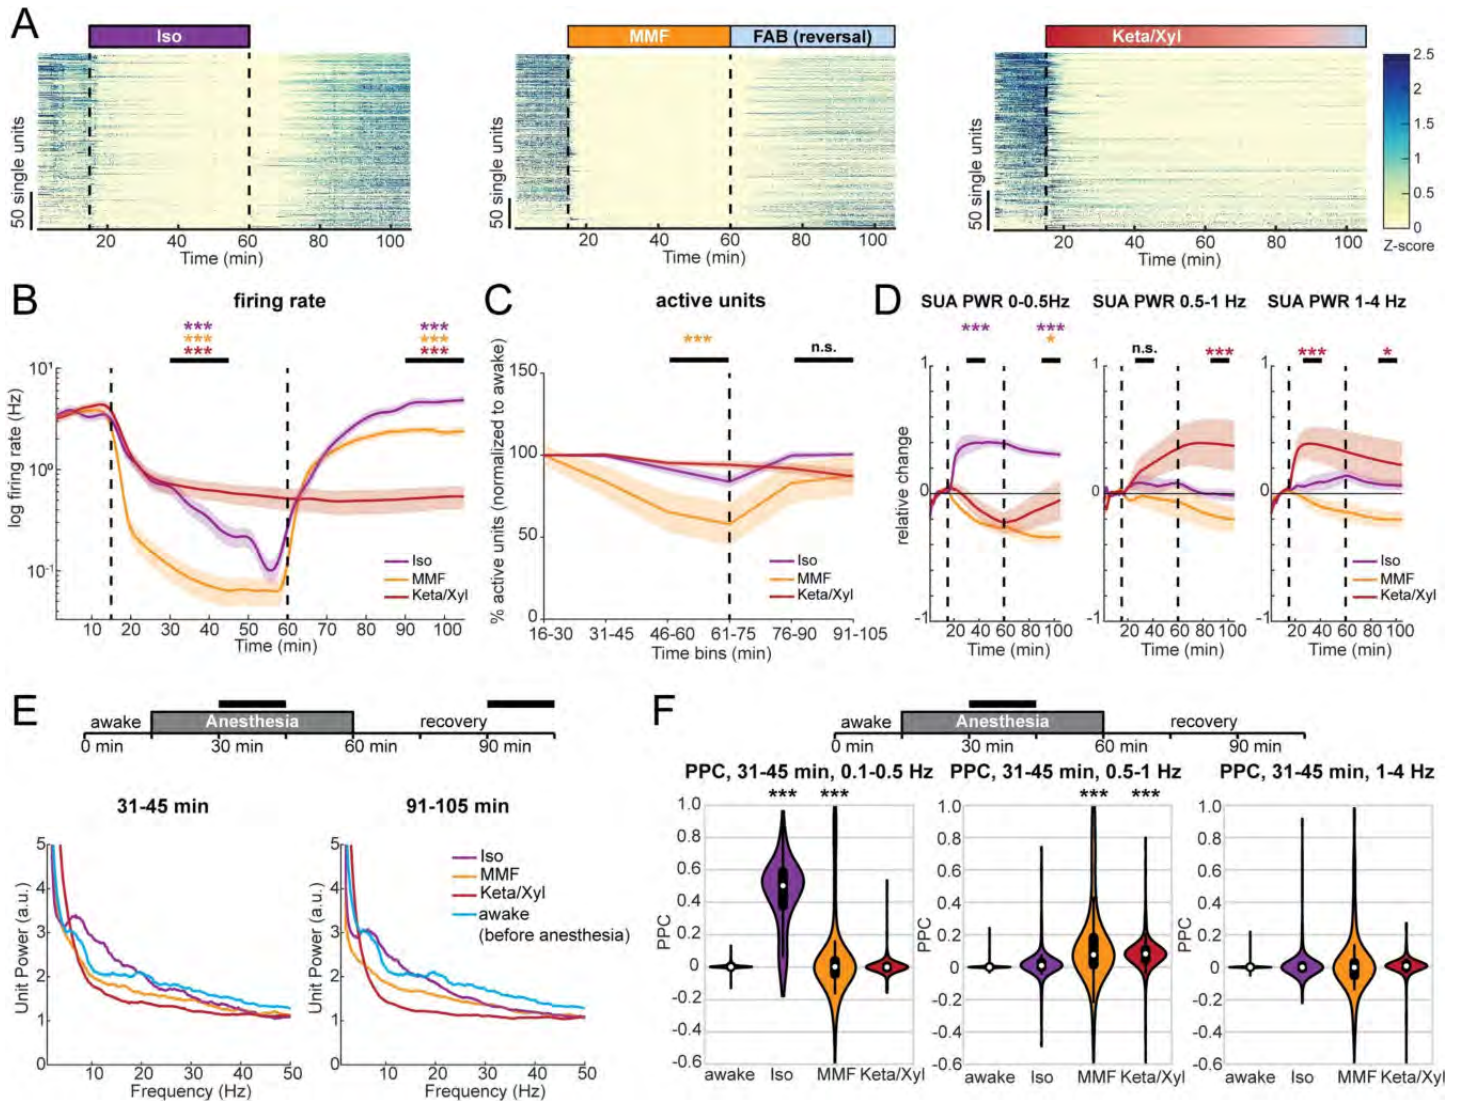 A
Iso
MMF
FAB (reversal)
Keta/Xyl
50 single units
50 single units
50 single units
2.5
2
1.5
1
0.5
0
Z-score
20 40 60 80 100
20 40 60 80 100
20 40 60 80 100
Time (min)
Time (min)
Time (min)
B
firing rate
***
***
***
***
***
***
log firing rate (Hz)
10¹
10⁰
10⁻¹
Iso
MMF
Keta/Xyl
10 20 30 40 50 60 70 80 90 100
Time (min)
C
active units
***
n.s.
% active units (normalized to awake)
150
100
50
0
Iso
MMF
Keta/Xyl
16-30 31-45 46-60 61-75 76-90 91-105
Time bins (min)
D
SUA PWR 0-0.5Hz
SUA PWR 0.5-1 Hz
SUA PWR 1-4 Hz
***
***
*
n.s.
***
***
*
relative change
1
0
-1
1
0
-1
1
0
-1
Iso
MMF
Keta/Xyl
20 40 60 80 100
20 40 60 80 100
20 40 60 80 100
Time (min)
Time (min)
Time (min)
E
awake
Anesthesia
recovery
0 min
30 min
60 min
90 min
31-45 min
91-105 min
Unit Power (a.u.)
5
4
3
2
1
0
10 20 30 40 50
Frequency (Hz)
Unit Power (a.u.)
5
4
3
2
1
0
Iso
MMF
Keta/Xyl
awake
(before anesthesia)
10 20 30 40 50
Frequency (Hz)
F
awake
Anesthesia
recovery
0 min
30 min
60 min
90 min
PPC, 31-45 min, 0.1-0.5 Hz
PPC, 31-45 min, 0.5-1 Hz
PPC, 31-45 min, 1-4 Hz
*** ***
*** ***
PPC
1.0
0.8
0.6
0.4
0.2
0
-0.2
-0.4
-0.6
awake Iso MMF Keta/Xyl
PPC
1.0
0.8
0.6
0.4
0.2
0
-0.2
-0.4
-0.6
awake Iso MMF Keta/Xyl
PPC
1.0
0.8
0.6
0.4
0.2
0
-0.2
-0.4
-0.6
awake Iso MMF Keta/Xyl